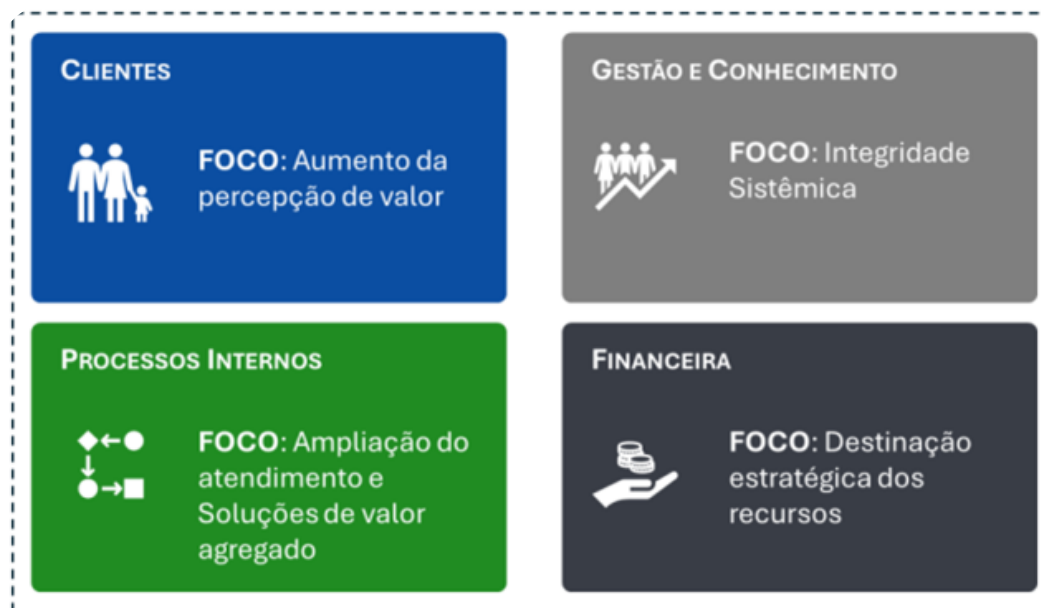 CLIENTES
FOCO: Aumento da
percepção de valor
GESTÃO E CONHECIMENTO
FOCO: Integridade
Sistêmica
PROCESSOS INTERNOS
FOCO: Ampliação do
atendimento e
Soluções de valor
agregado
FINANCEIRA
FOCO: Destinação
estratégica dos
recursos